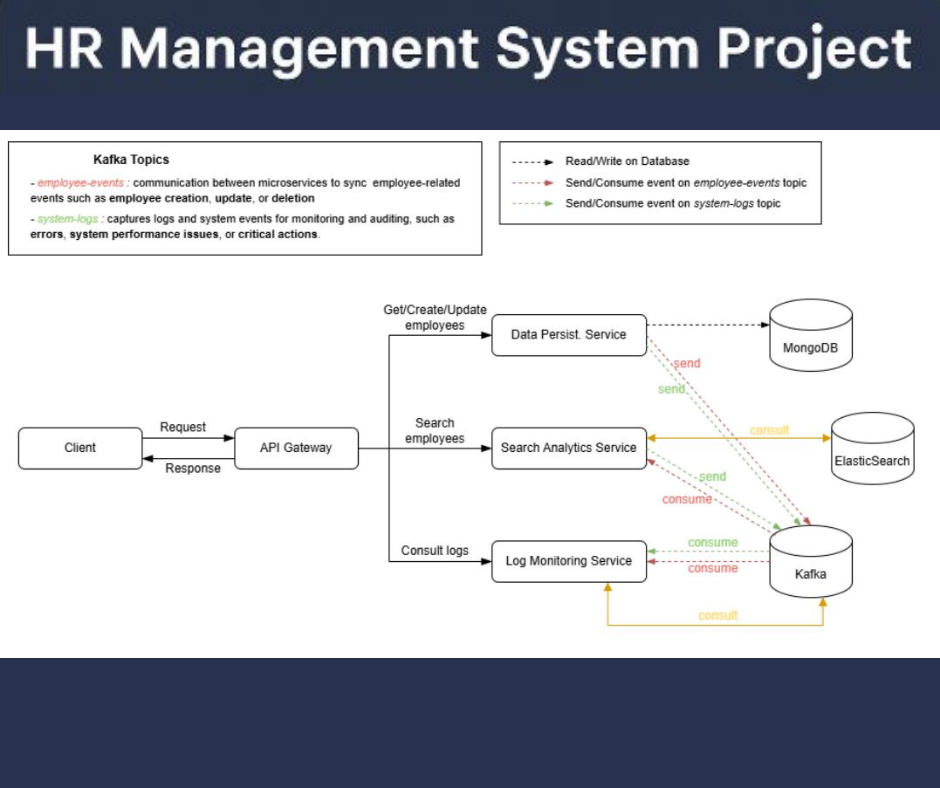 HR Management System Project
Kafka Topics
- employee-events : communication between microservices to sync employee-related
events such as employee creation, update, or deletion
- system-logs : captures logs and system events for monitoring and auditing, such as
errors, system performance issues, or critical actions.
Read/Write on Database
Send/Consume event on employee-events topic
Send/Consume event on system-logs topic
Get/Create/Update
employees
Data Persist. Service
MongoDB
send
send
Client
Request
Response
API Gateway
Search
employees
Search Analytics Service
consult
ElasticSearch
send
consume
Consult logs
Log Monitoring Service
consume
consume
Kafka
consult